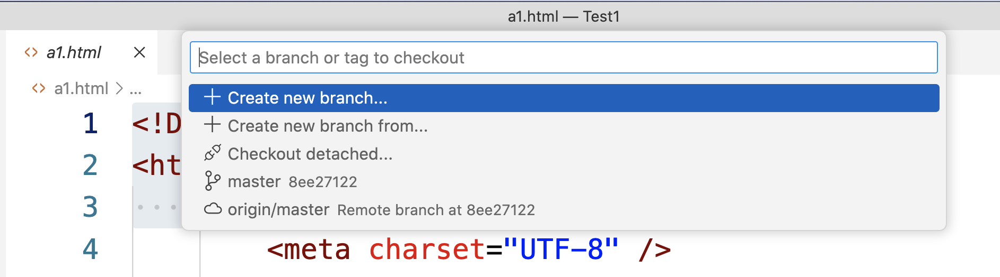 a1.html — Test1
<> a1.html ×
<> a1.html > ...
Select a branch or tag to checkout
+ Create new branch...
+ Create new branch from...
Checkout detached...
master 8ee27122
origin/master Remote branch at 8ee27122
1 <!D
2 <ht
3 ····
4 <meta charset="UTF-8" />